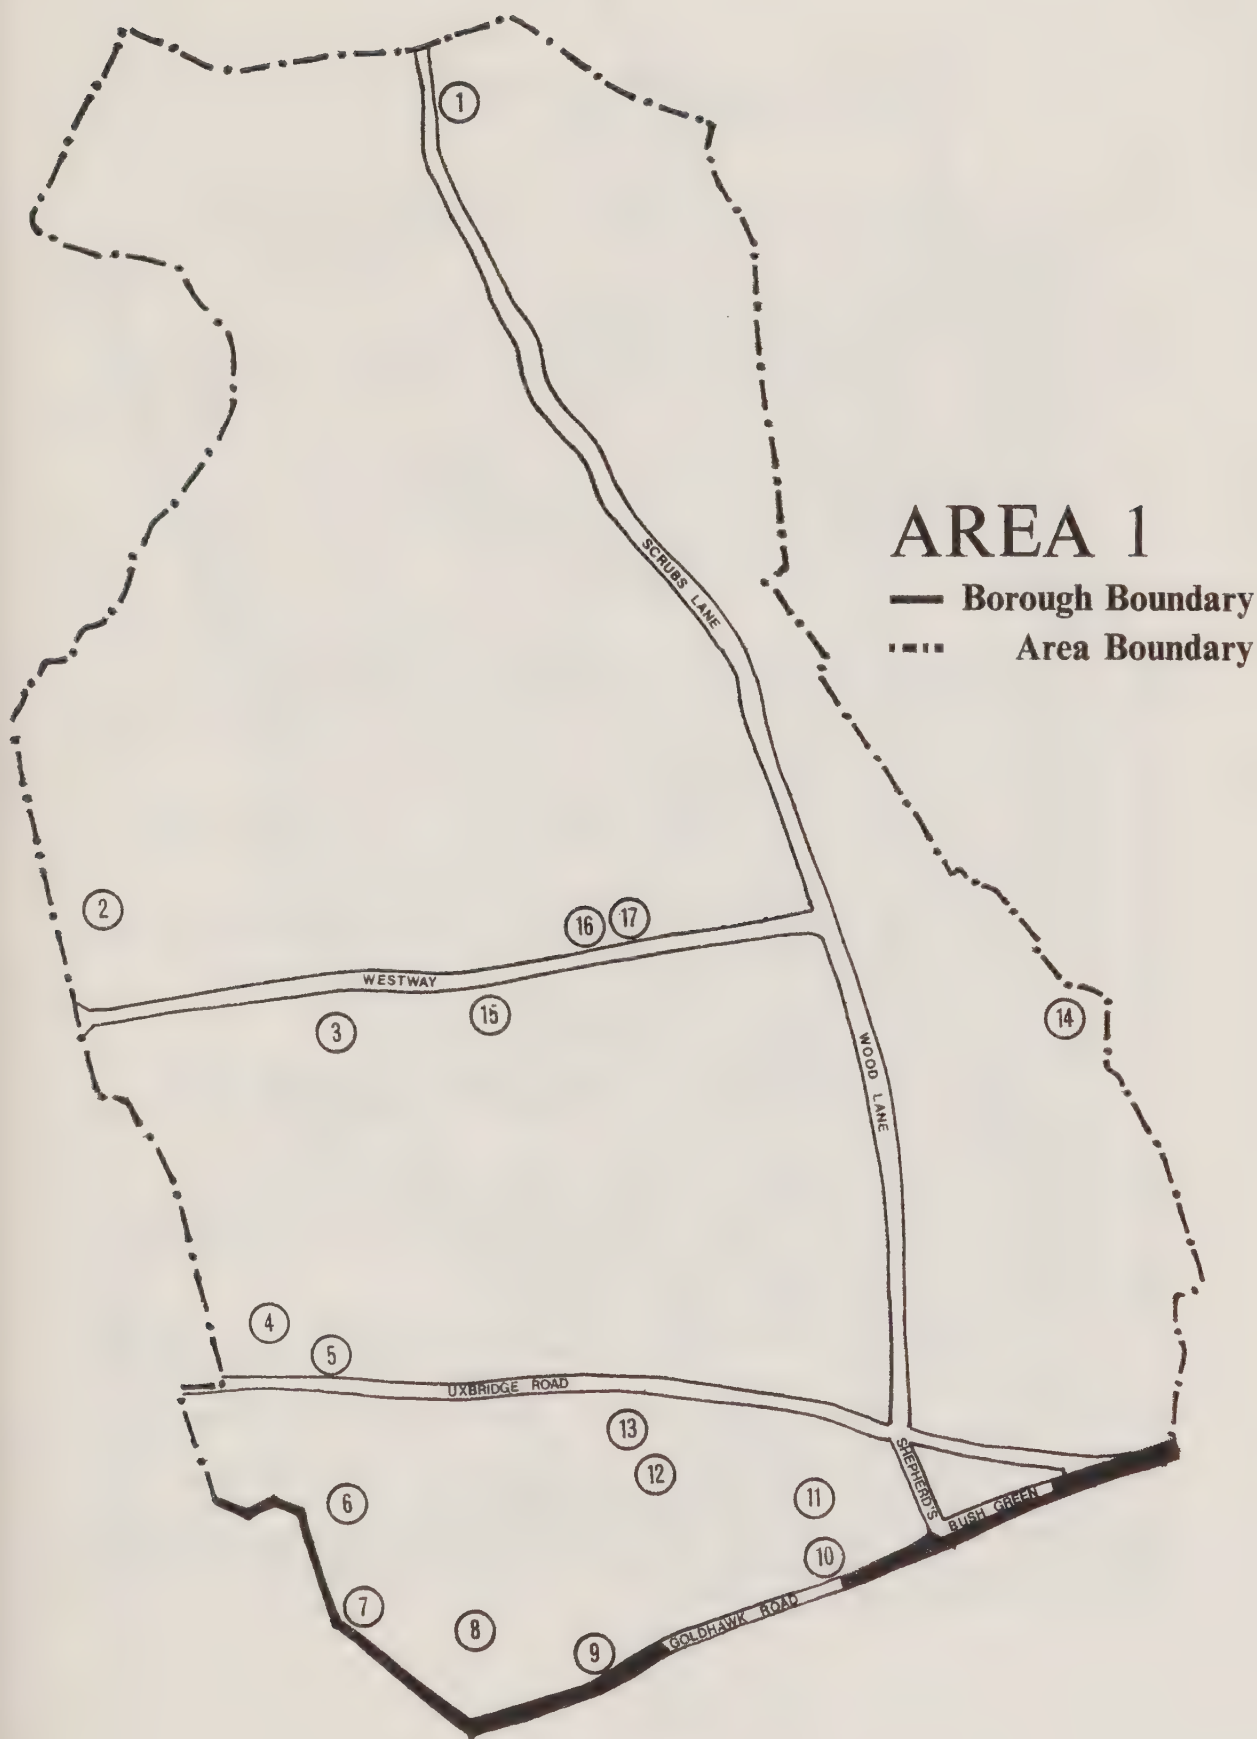 1
SCRUBS LANE
AREA 1
Borough Boundary
Area Boundary
2
16
17
WESTWAY
3
15
14
WOOD LANE
4
5
UXBRIDGE ROAD
13
12
6
11
SHEPHERD'S
BUSH GREEN
10
7
8
9
GOLDHAWK ROAD